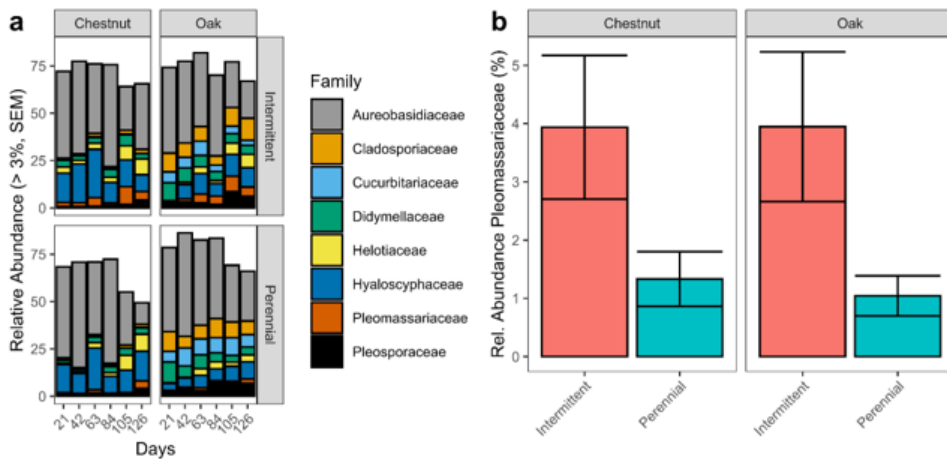 a
Chestnut
Oak
Relative Abundance (> 3%, SEM)
75
50
25
0
Intermittent
75
50
25
0
Perennial
21
42
63
84
105
126
21
42
63
84
105
126
Days
Family
Aureobasidiaceae
Cladosporiaceae
Cucurbitariaceae
Didymellaceae
Helotiaceae
Hyaloscyphaceae
Pleomassariaceae
Pleosporaceae
b
Chestnut
Oak
Rel. Abundance Pleomassariaceae (%)
5
4
3
2
1
0
Intermittent
Perennial
Intermittent
Perennial